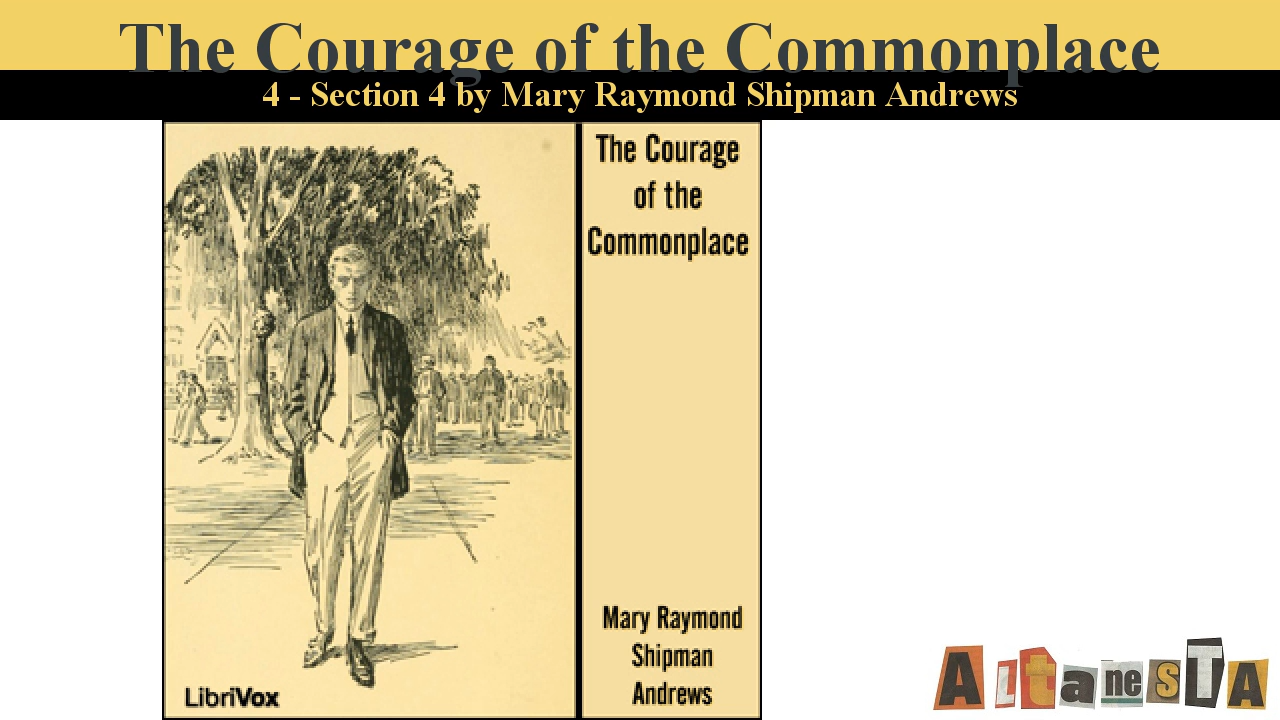 The Courage of the Commonplace
4 - Section 4 by Mary Raymond Shipman Andrews
The Courage
of the
Commonplace
Mary Raymond
Shipman
Andrews
LibriVox
AltanesTA